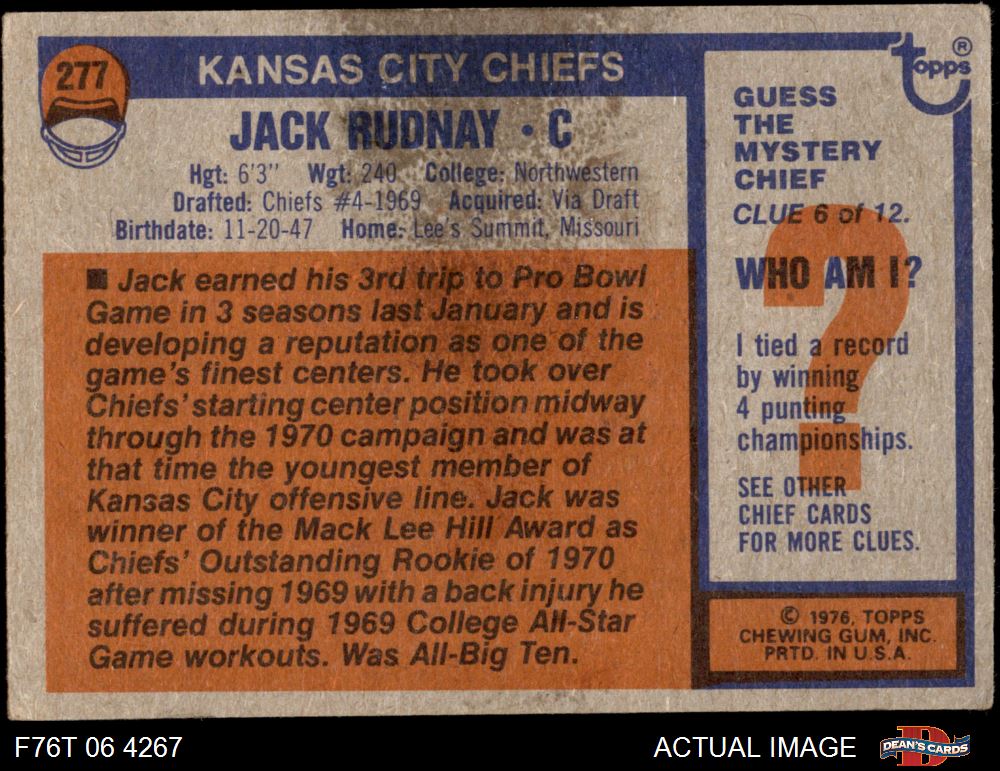 277
KANSAS CITY CHIEFS
JACK RUDNAY • C
Hgt: 6'3" Wgt: 240 College: Northwestern
Drafted: Chiefs #4-1969 Acquired: Via Draft
Birthdate: 11-20-47 Home: Lee's Summit, Missouri
■ Jack earned his 3rd trip to Pro Bowl
Game in 3 seasons last January and is
developing a reputation as one of the
game's finest centers. He took over
Chiefs' starting center position midway
through the 1970 campaign and was at
that time the youngest member of
Kansas City offensive line. Jack was
winner of the Mack Lee Hill Award as
Chiefs' Outstanding Rookie of 1970
after missing 1969 with a back injury he
suffered during 1969 College All-Star
Game workouts. Was All-Big Ten.
topps®
GUESS
THE
MYSTERY
CHIEF
CLUE 6 of 12.
WHO AM I?
?
I tied a record
by winning
4 punting
championships.
SEE OTHER
CHIEF CARDS
FOR MORE CLUES.
© 1976, TOPPS
CHEWING GUM, INC.
PRTD. IN U.S.A.
F76T 06 4267
ACTUAL IMAGE
DEAN'S CARDS